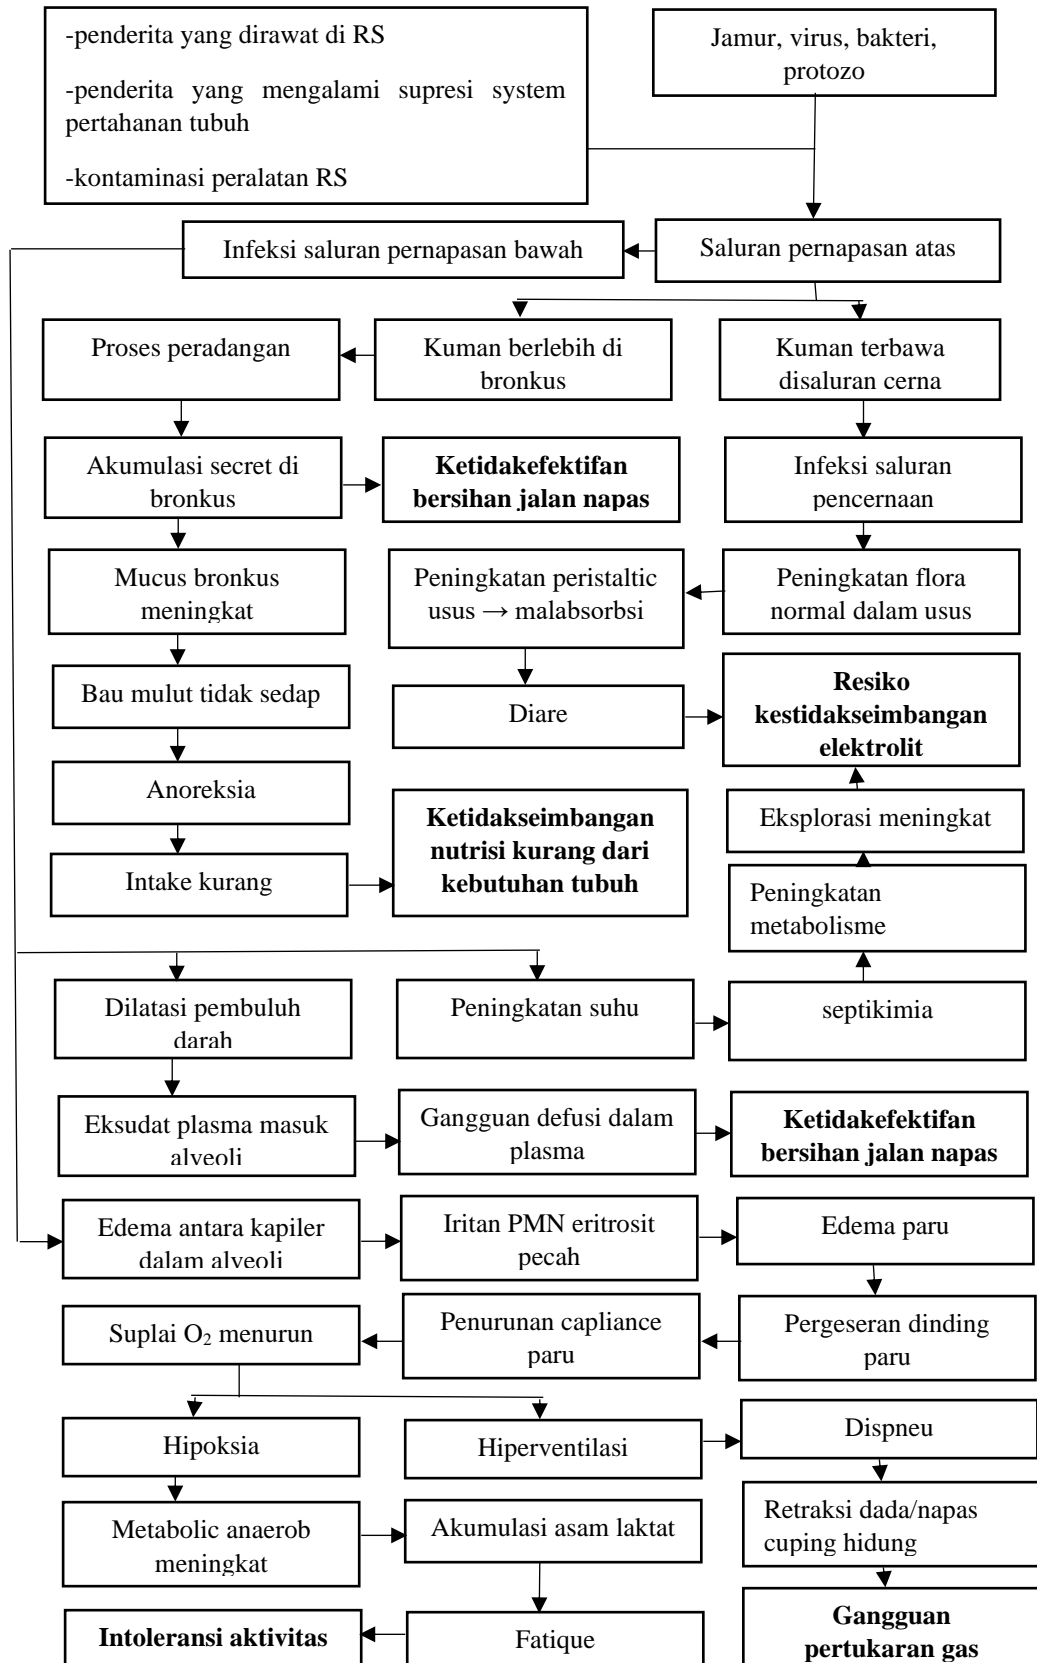 -penderita yang dirawat di RS
-penderita yang mengalami supresi system
pertahanan tubuh
-kontaminasi peralatan RS
Jamur, virus, bakteri,
protozo
Infeksi saluran pernapasan bawah
Saluran pernapasan atas
Proses peradangan
Kuman berlebih di
bronkus
Kuman terbawa
disaluran cerna
Akumulasi secret di
bronkus
Ketidakefektifan
bersihan jalan napas
Infeksi saluran
pencernaan
Mucus bronkus
meningkat
Peningkatan peristaltic
usus → malabsorbsi
Peningkatan flora
normal dalam usus
Bau mulut tidak sedap
Diare
Resiko
kestidakseimbangan
elektrolit
Anoreksia
Ketidakseimbangan
nutrisi kurang dari
kebutuhan tubuh
Eksplorasi meningkat
Intake kurang
Peningkatan
metabolisme
Dilatasi pembuluh
darah
Peningkatan suhu
septikimia
Eksudat plasma masuk
alveoli
Gangguan defusi dalam
plasma
Ketidakefektifan
bersihan jalan napas
Edema antara kapiler
dalam alveoli
Iritan PMN eritrosit
pecah
Edema paru
Suplai O₂ menurun
Penurunan capliance
paru
Pergeseran dinding
paru
Hipoksia
Hiperventilasi
Dispneu
Metabolic anaerob
meningkat
Akumulasi asam laktat
Retraksi dada/napas
cuping hidung
Intoleransi aktivitas
Fatique
Gangguan
pertukaran gas